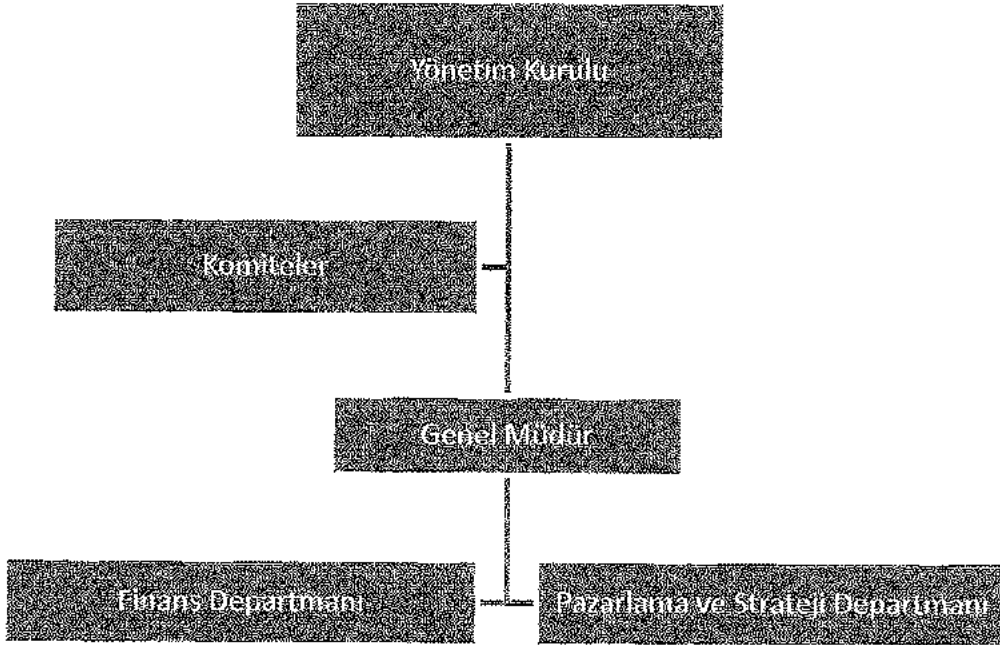 Yönetim Kurulu
Komiteler
Genel Müdür
Finans Departmanı
Pazarlama ve Strateji Departmanı